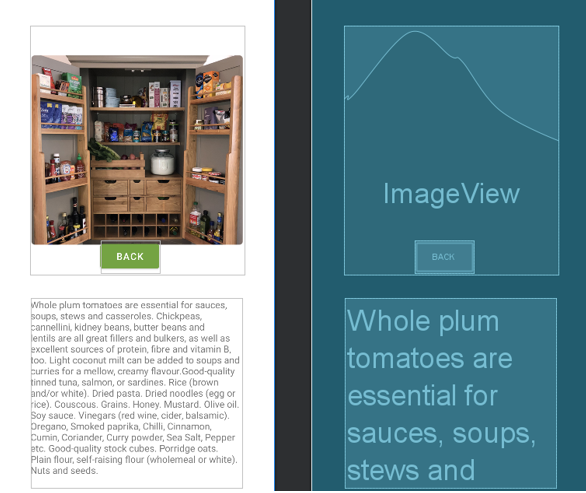 BACK
Whole plum tomatoes are essential for sauces,
soups, stews and casseroles. Chickpeas,
cannellini, kidney beans, butter beans and
lentils are all great fillers and bulkers, as well as
excellent sources of protein, fibre and vitamin B,
too. Light coconut milk can be added to soups and
curries for a mellow, creamy flavour.Good-quality
tinned tuna, salmon, or sardines. Rice (brown
and/or white). Dried pasta. Dried noodles (egg or
rice). Couscous. Grains. Honey. Mustard. Olive oil.
Soy sauce. Vinegars (red wine, cider, balsamic).
Oregano, Smoked paprika, Chilli, Cinnamon,
Cumin, Coriander, Curry powder, Sea Salt, Pepper
etc. Good-quality stock cubes. Porridge oats.
Plain flour, self-raising flour (wholemeal or white).
Nuts and seeds.
ImageView
BACK
Whole plum
tomatoes are
essential for
sauces, soups,
stews and